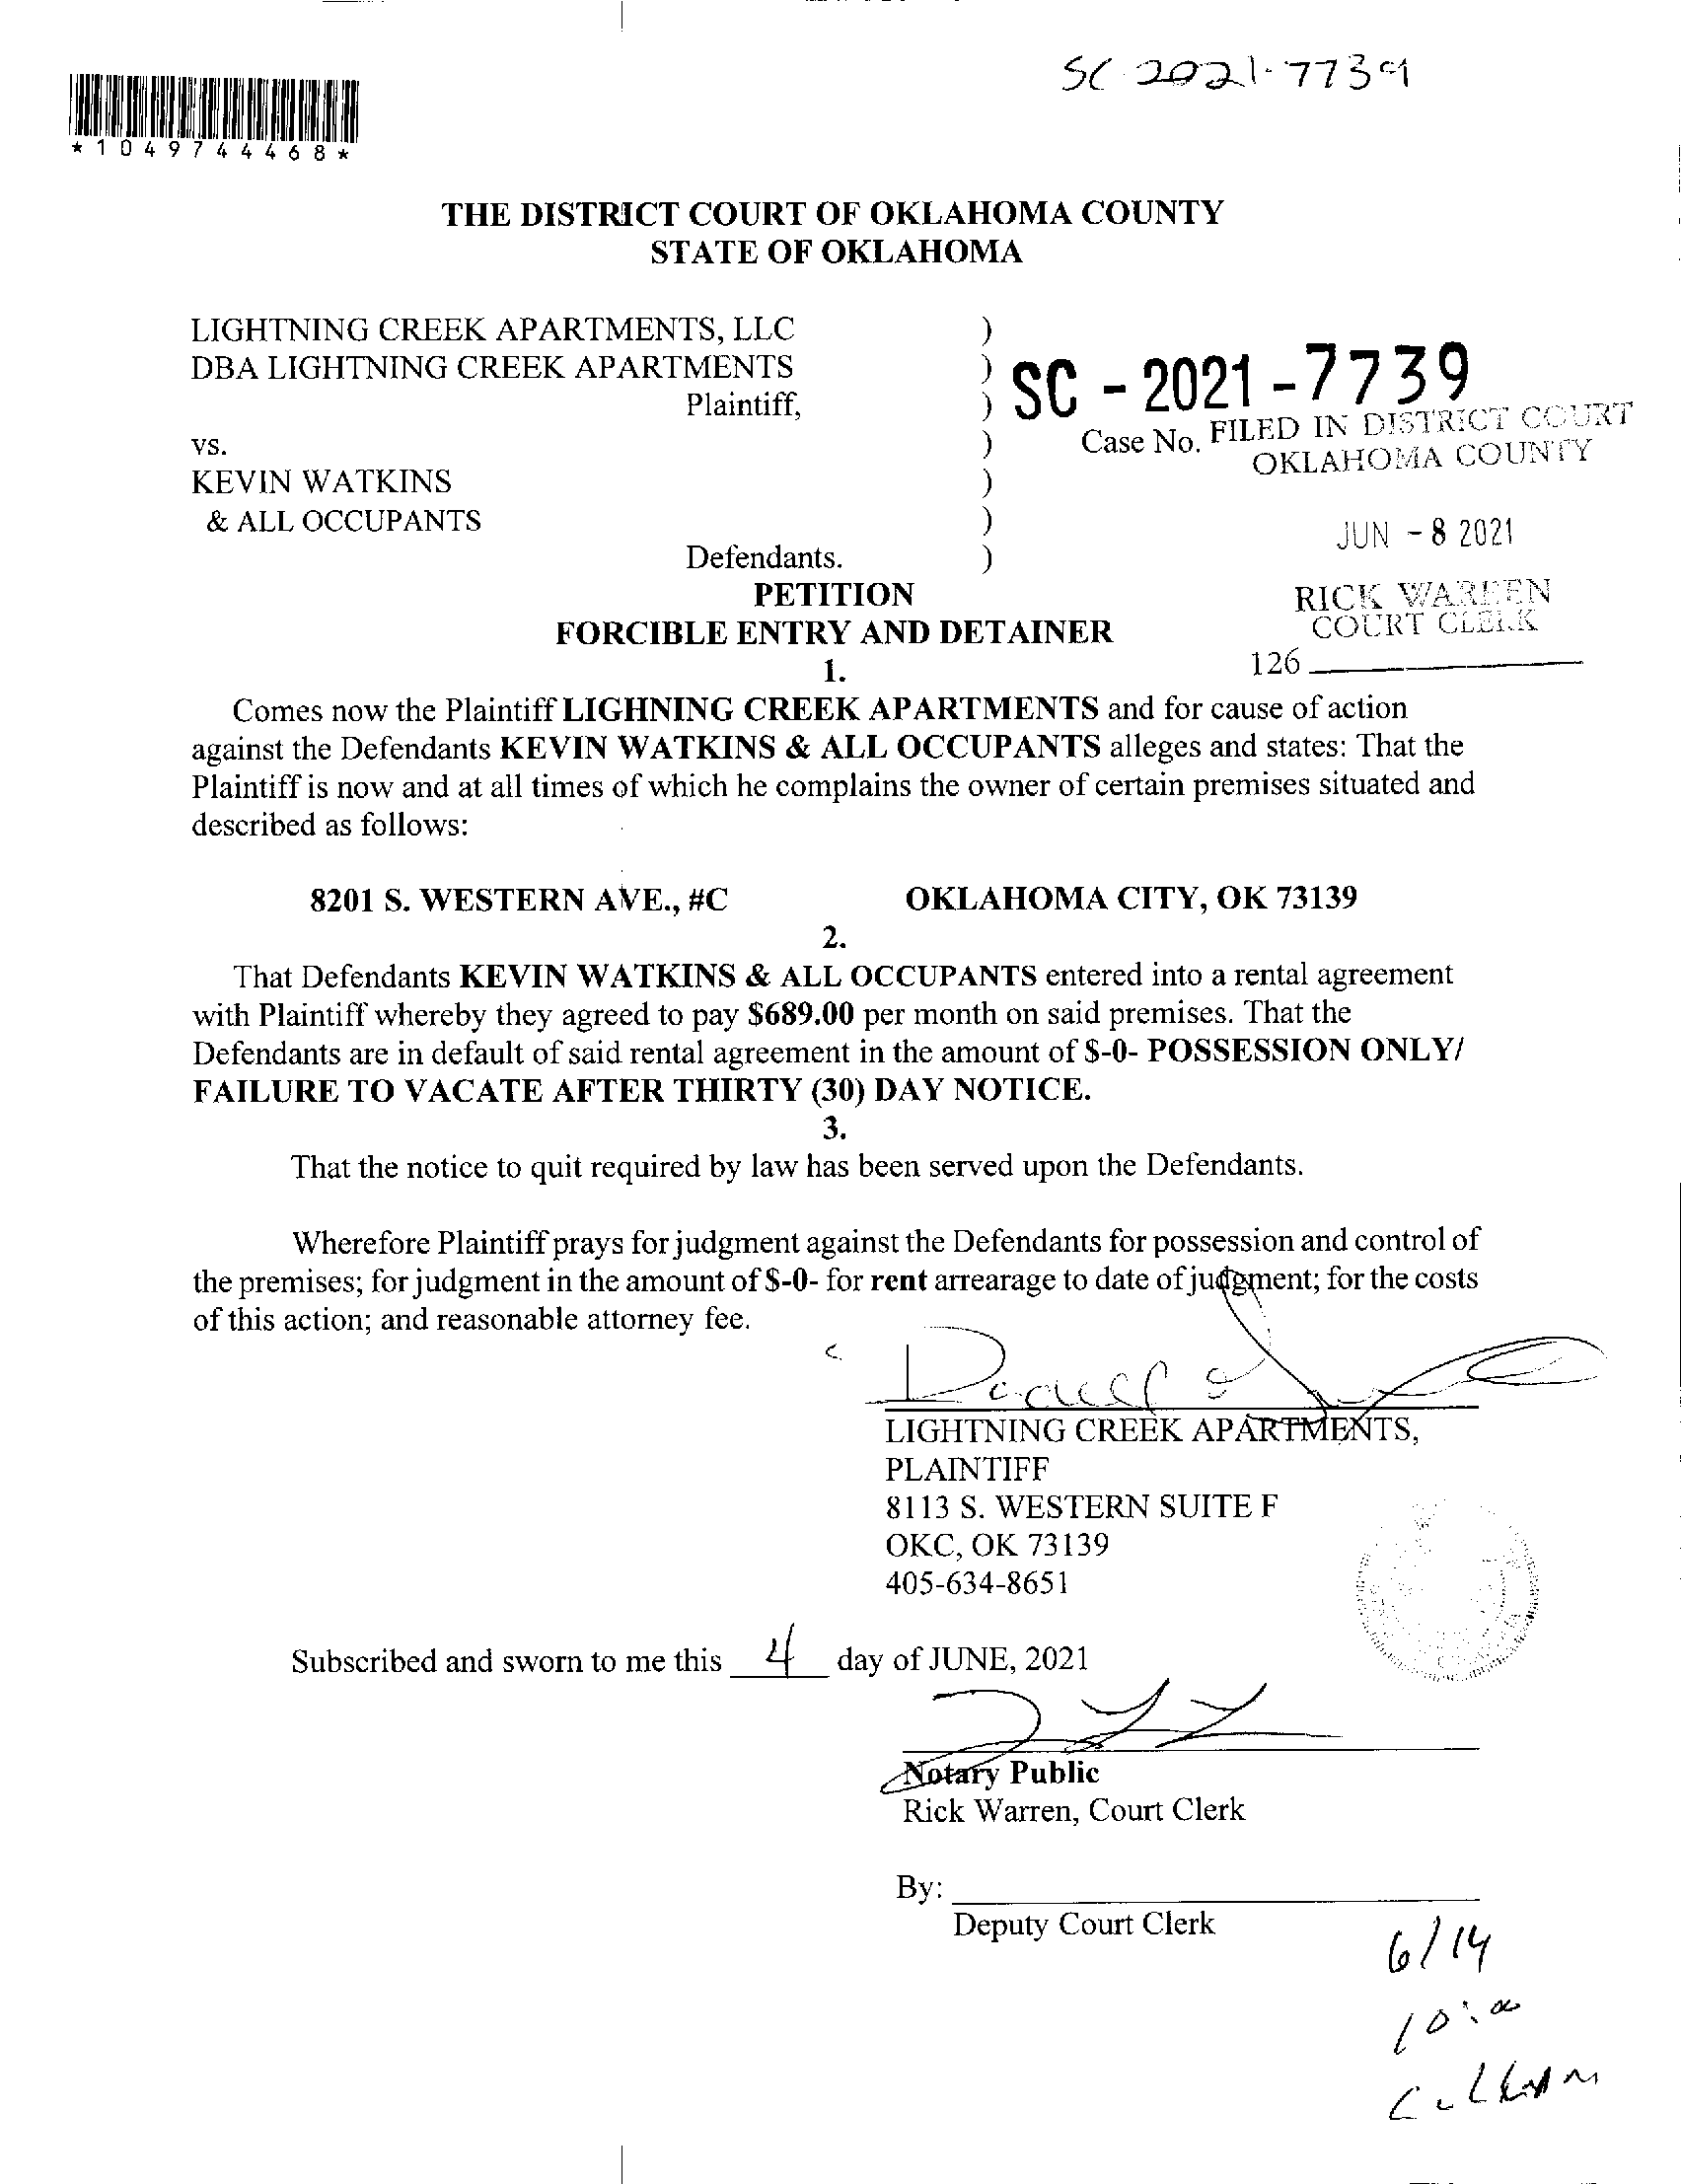 SC-2021-7739
*1049744468*
THE DISTRICT COURT OF OKLAHOMA COUNTY
STATE OF OKLAHOMA
LIGHTNING CREEK APARTMENTS, LLC )
DBA LIGHTNING CREEK APARTMENTS )
Plaintiff, ) SC - 2021 - 7739
vs. ) Case No. FILED IN DISTRICT COURT
OKLAHOMA COUNTY
KEVIN WATKINS )
& ALL OCCUPANTS )
JUN - 8 2021
Defendants. )
PETITION
RICK WARREN
COURT CLERK
FORCIBLE ENTRY AND DETAINER
126
1.
Comes now the Plaintiff LIGHNING CREEK APARTMENTS and for cause of action
against the Defendants KEVIN WATKINS & ALL OCCUPANTS alleges and states: That the
Plaintiff is now and at all times of which he complains the owner of certain premises situated and
described as follows:
8201 S. WESTERN AVE., #C OKLAHOMA CITY, OK 73139
2.
That Defendants KEVIN WATKINS & ALL OCCUPANTS entered into a rental agreement
with Plaintiff whereby they agreed to pay $689.00 per month on said premises. That the
Defendants are in default of said rental agreement in the amount of $-0- POSSESSION ONLY/
FAILURE TO VACATE AFTER THIRTY (30) DAY NOTICE.
3.
That the notice to quit required by law has been served upon the Defendants.
Wherefore Plaintiff prays for judgment against the Defendants for possession and control of
the premises; for judgment in the amount of $-0- for rent arrearage to date of judgment; for the costs
of this action; and reasonable attorney fee.
LIGHTNING CREEK APARTMENTS,
PLAINTIFF
8113 S. WESTERN SUITE F
OKC, OK 73139
405-634-8651
Subscribed and sworn to me this 4 day of JUNE, 2021
Notary Public
Rick Warren, Court Clerk
By:
Deputy Court Clerk
6/14
10:00